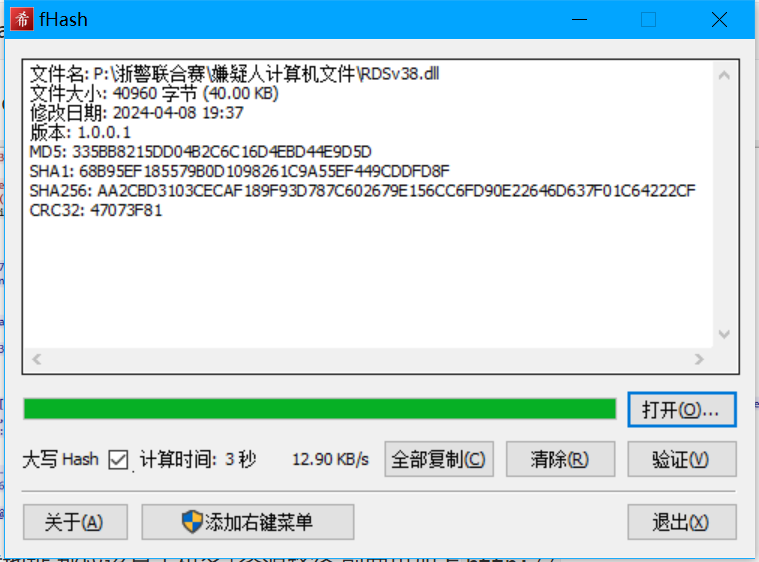 fHash
文件名: P:\浙警联合赛\嫌疑人计算机文件\RDSv38.dll
文件大小: 40960 字节 (40.00 KB)
修改日期: 2024-04-08 19:37
版本: 1.0.0.1
MD5: 335BB8215DD04B2C6C16D4EBD44E9D5D
SHA1: 68B95EF185579B0D1098261C9A55EF449CDDFD8F
SHA256: AA2CBD3103CECAF189F93D787C602679E156CC6FD90E22646D637F01C64222CF
CRC32: 47073F81
打开(O)...
大写 Hash 计算时间: 3 秒 12.90 KB/s 全部复制(C) 清除(R) 验证(V)
关于(A) 添加右键菜单 退出(X)